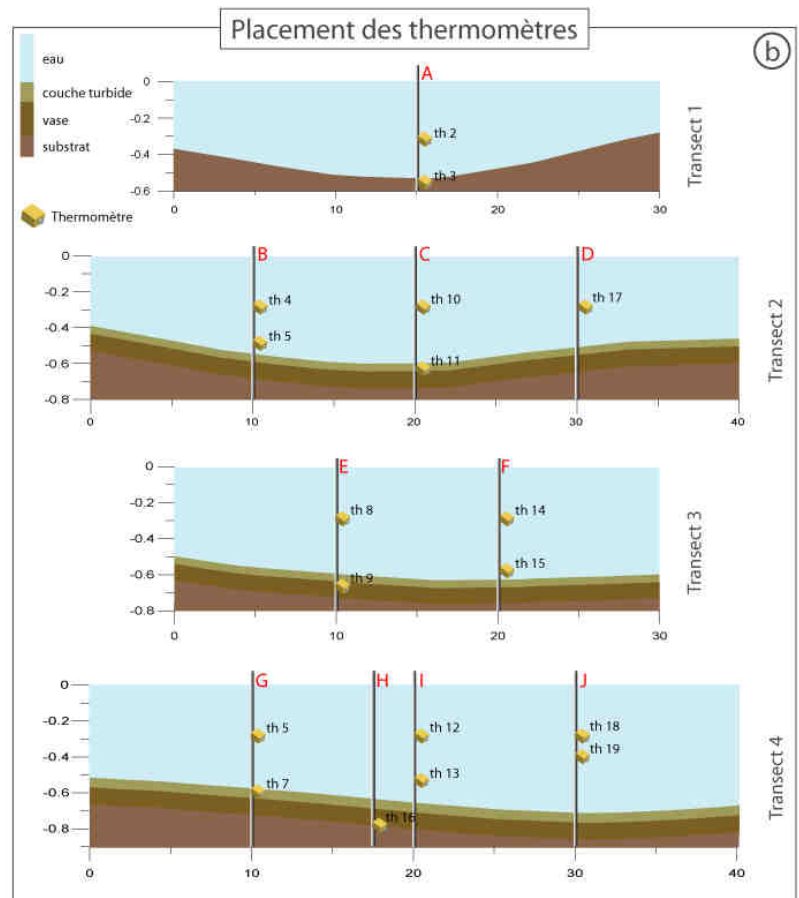 Placement des thermomètres
b
eau
couche turbide
vase
substrat
Thermomètre
A
0
-0.2
-0.4
-0.6
th 2
th 3
0 10 20 30
Transect 1
B C D
0
-0.2
-0.4
-0.6
-0.8
th 4
th 5
th 10
th 11
th 17
0 10 20 30 40
Transect 2
E F
0
-0.2
-0.4
-0.6
-0.8
th 8
th 9
th 14
th 15
0 10 20 30
Transect 3
G H I J
0
-0.2
-0.4
-0.6
-0.8
th 5
th 7
th 16
th 12
th 13
th 18
th 19
0 10 20 30 40
Transect 4